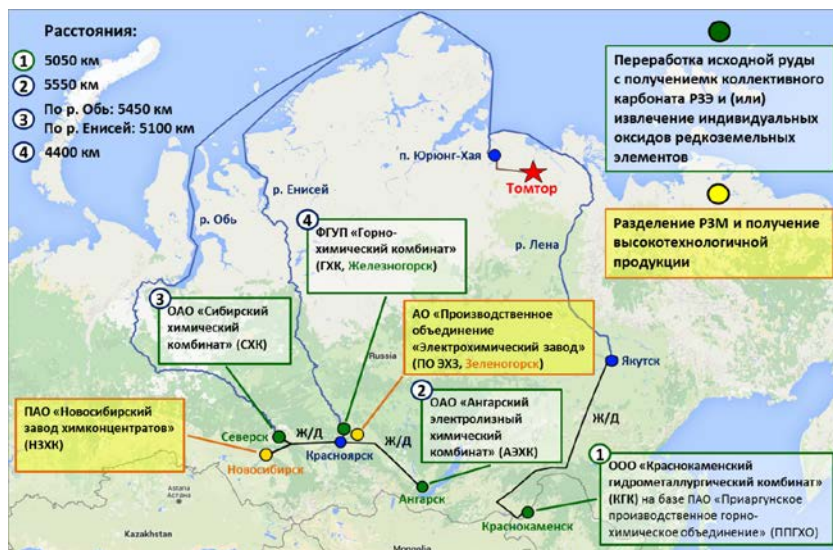 Расстояния:
1 5050 км
2 5550 км
3 По р. Обь: 5450 км
По р. Енисей: 5100 км
4 4400 км
Переработка исходной руды
с получениемк коллективного
карбоната РЗЭ и (или)
извлечение индивидуальных
оксидов редкоземельных
элементов
Разделение РЗМ и получение
высокотехнологичной
продукции
п. Юрюнг-Хая
Томтор
р. Енисей
р. Обь
р. Лена
4
ФГУП «Горно-
химический комбинат»
(ГХК, Железногорск)
3
ОАО «Сибирский
химический
комбинат» (СХК)
АО «Производственное
объединение
«Электрохимический завод»
(ПО ЭХЗ, Зеленогорск)
Russia
Якутск
2
ОАО «Ангарский
электролизный
химический
комбинат» (АЭХК)
ПАО «Новосибирский
завод химконцентратов»
(НЗХК)
Северск
Ж/Д
Красноярск
Ж/Д
Ж/Д
Новосибирск
Ангарск
1
ООО «Краснокаменский
гидрометаллургический комбинат»
(КГК) на базе ПАО «Приаргунское
производственное горно-
химическое объединение» (ППГХО)
Краснокаменск
Astana
Астана
Kazakhstan
Mongolia